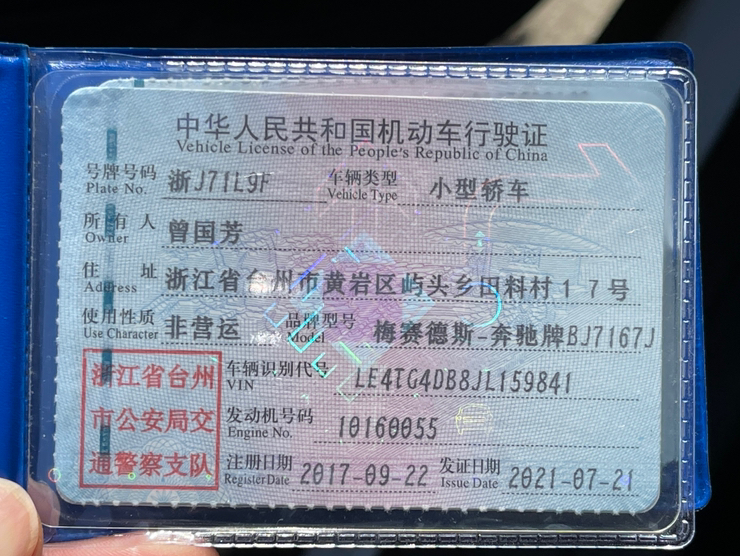 中华人民共和国机动车行驶证
Vehicle License of the People's Republic of China
号牌号码 浙J71L9F 车辆类型 小型轿车
Plate No. Vehicle Type
所有人 曾国芳
Owner
住址 浙江省台州市黄岩区屿头乡田料村17号
Address
使用性质 非营运 品牌型号 梅赛德斯-奔驰牌BJ7167J
Use Character Model
浙江省台州
市公安局交
通警察支队
车辆识别代号 LE4TG4DB8JL159841
VIN
发动机号码 10160055
Engine No.
注册日期 2017-09-22 发证日期 2021-07-21
Register Date Issue Date